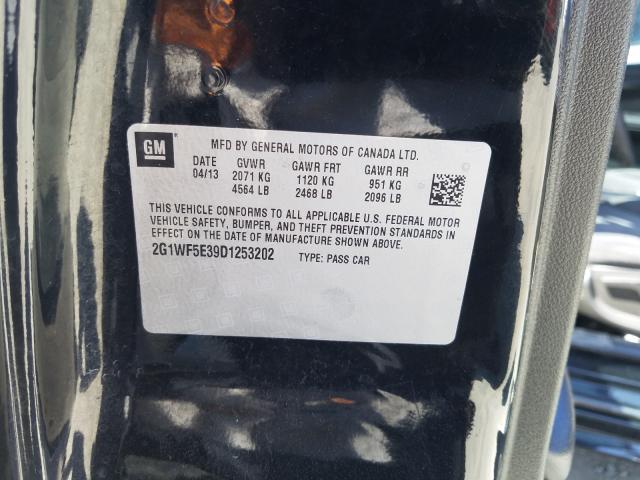 GM
MFD BY GENERAL MOTORS OF CANADA LTD.
DATE GVWR GAWR FRT GAWR RR
04/13 2071 KG 1120 KG 951 KG
4564 LB 2468 LB 2096 LB
THIS VEHICLE CONFORMS TO ALL APPLICABLE U.S. FEDERAL MOTOR
VEHICLE SAFETY, BUMPER, AND THEFT PREVENTION STANDARDS IN
EFFECT ON THE DATE OF MANUFACTURE SHOWN ABOVE.
2G1WF5E39D1253202 TYPE: PASS CAR